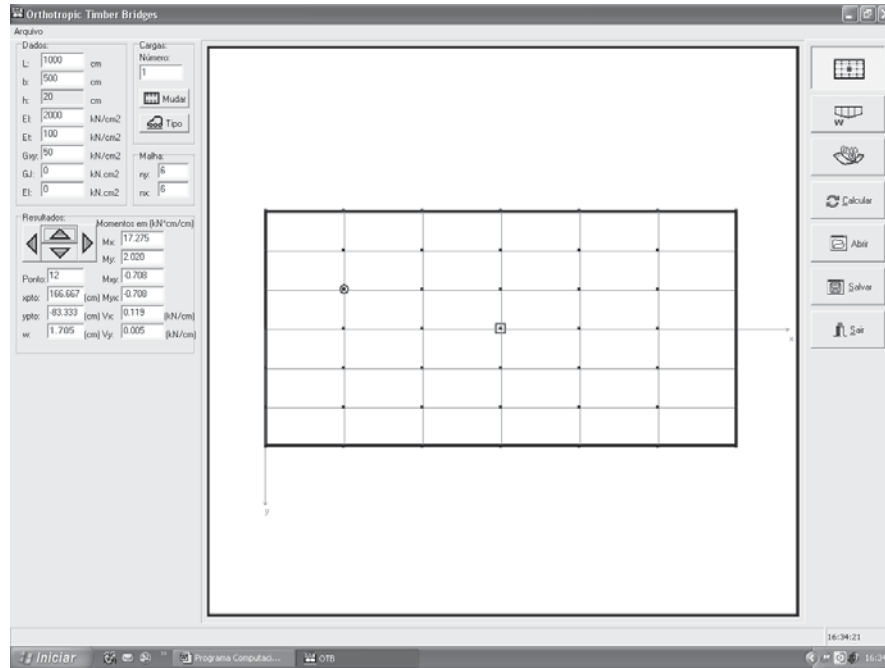 Orthotropic Timber Bridges
Arquivo
Dados:
L: 1000 cm
b: 500 cm
h: 20 cm
El: 2000 kN/cm2
Et: 100 kN/cm2
Gxy: 50 kN/cm2
GJ: 0 kN.cm2
EI: 0 kN.cm2
Cargas:
Número:
1
Mudar
Tipo
Malha:
ny: 6
nx: 6
Resultados:
Momentos em (kN*cm/cm)
Mx: 17.275
My: 2.020
Ponto: 12 Mxy: -0.708
xpto: 166.667 (cm) Myx: -0.708
ypto: -83.333 (cm) Vx: 0.119 (kN/cm)
w: 1.705 (cm) Vy: 0.005 (kN/cm)
x
y
W
Calcular
Abrir
Salvar
Sair
16:34:21
Iniciar
Programa Computaci...
OTB